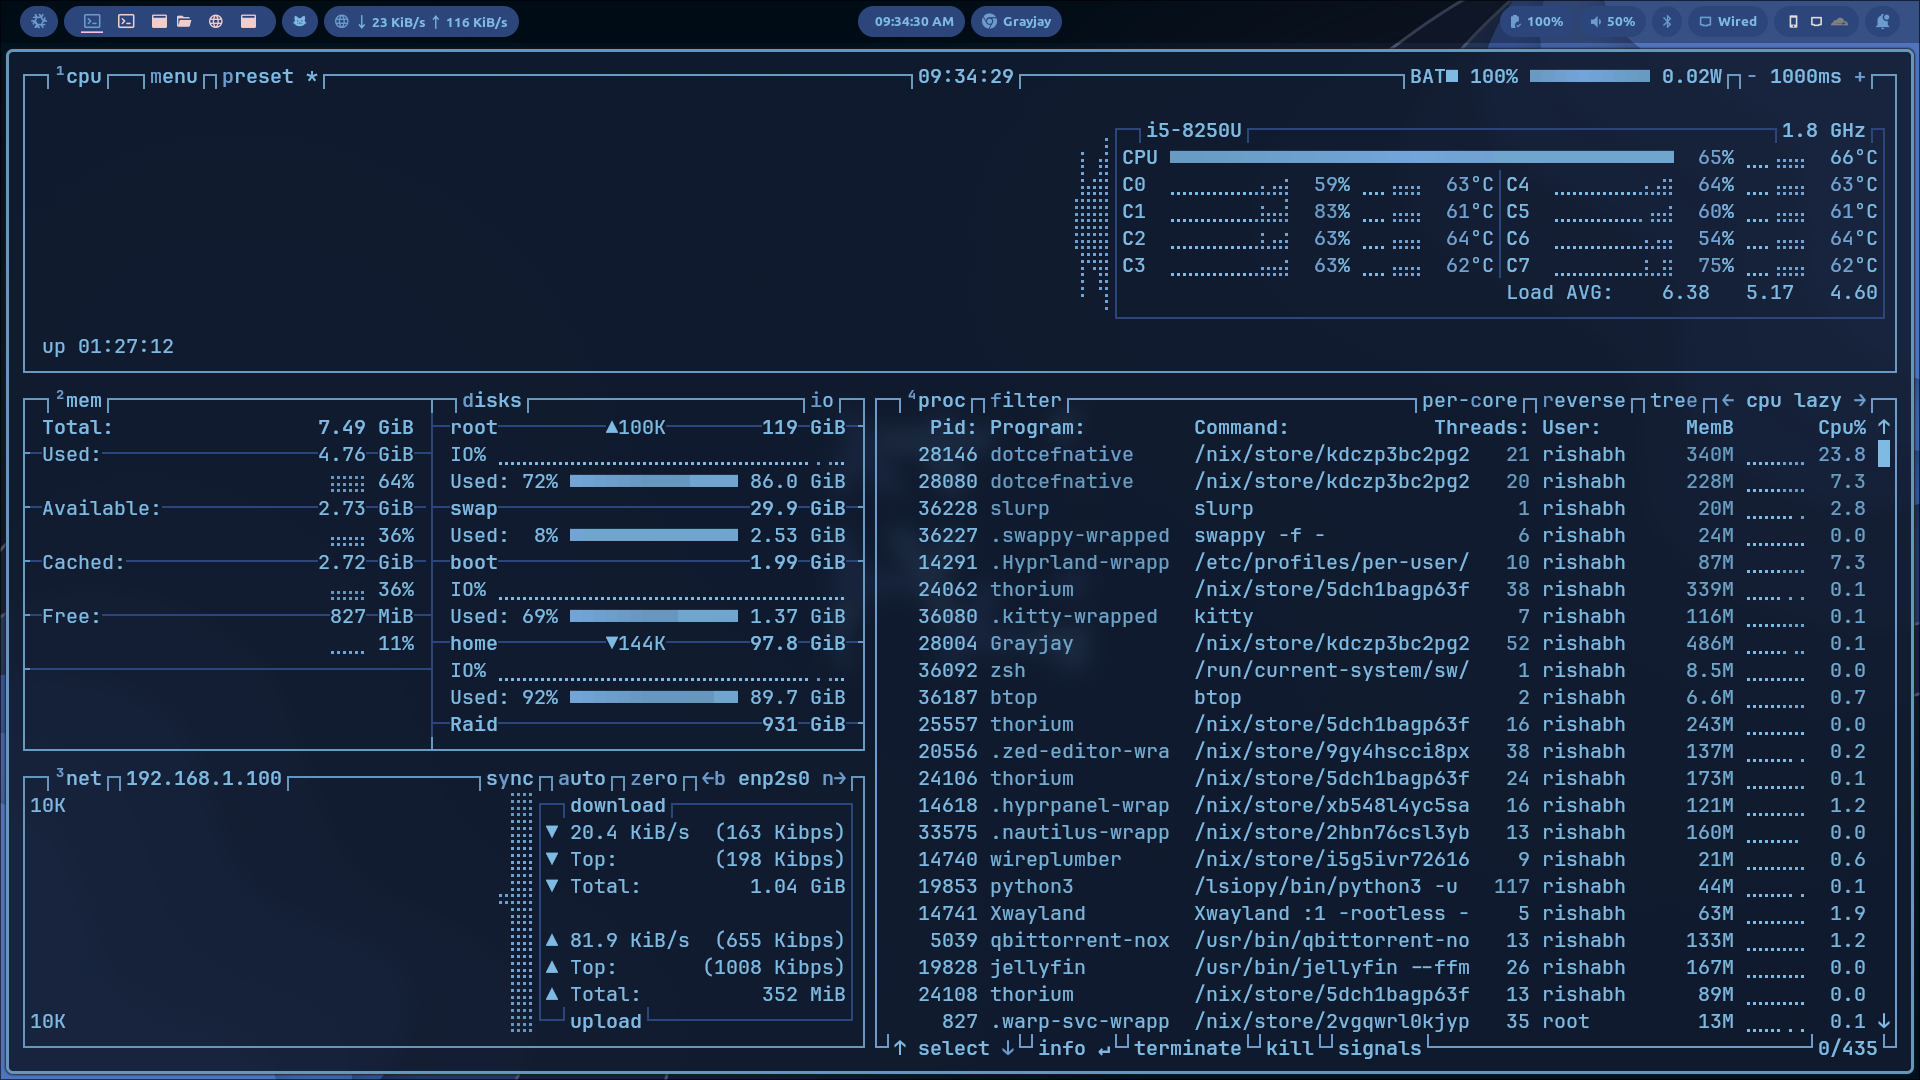 ↓ 23 KiB/s ↑ 116 KiB/s 09:34:30 AM Grayjay 100% 50% Wired
1cpu menu preset * 09:34:29 BAT■ 100% 0.02W - 1000ms +
i5-8250U 1.8 GHz
CPU 65% 66°C
C0 59% 63°C C4 64% 63°C
C1 83% 61°C C5 60% 61°C
C2 63% 64°C C6 54% 64°C
C3 63% 62°C C7 75% 62°C
Load AVG: 6.38 5.17 4.60
up 01:27:12
2mem
Total: 7.49 GiB
Used: 4.76 GiB
64%
Available: 2.73 GiB
36%
Cached: 2.72 GiB
36%
Free: 827 MiB
11%
disks io
root ▲100K 119 GiB
IO%
Used: 72% 86.0 GiB
swap 29.9 GiB
Used: 8% 2.53 GiB
boot 1.99 GiB
IO%
Used: 69% 1.37 GiB
home ▼144K 97.8 GiB
IO%
Used: 92% 89.7 GiB
Raid 931 GiB
3net 192.168.1.100 sync auto zero ←b enp2s0 n→
10K
download
▼ 20.4 KiB/s (163 Kibps)
▼ Top: (198 Kibps)
▼ Total: 1.04 GiB
▲ 81.9 KiB/s (655 Kibps)
▲ Top: (1008 Kibps)
▲ Total: 352 MiB
10K
upload
4proc filter per-core reverse tree ← cpu lazy →
Pid: Program: Command: Threads: User: MemB Cpu% ↑
28146 dotcefnative /nix/store/kdczp3bc2pg2 21 rishabh 340M 23.8
28080 dotcefnative /nix/store/kdczp3bc2pg2 20 rishabh 228M 7.3
36228 slurp slurp 1 rishabh 20M 2.8
36227 .swappy-wrapped swappy -f - 6 rishabh 24M 0.0
14291 .Hyprland-wrapp /etc/profiles/per-user/ 10 rishabh 87M 7.3
24062 thorium /nix/store/5dch1bagp63f 38 rishabh 339M 0.1
36080 .kitty-wrapped kitty 7 rishabh 116M 0.1
28004 Grayjay /nix/store/kdczp3bc2pg2 52 rishabh 486M 0.1
36092 zsh /run/current-system/sw/ 1 rishabh 8.5M 0.0
36187 btop btop 2 rishabh 6.6M 0.7
25557 thorium /nix/store/5dch1bagp63f 16 rishabh 243M 0.0
20556 .zed-editor-wra /nix/store/9gy4hscci8px 38 rishabh 137M 0.2
24106 thorium /nix/store/5dch1bagp63f 24 rishabh 173M 0.1
14618 .hyprpanel-wrap /nix/store/xb548l4yc5sa 16 rishabh 121M 1.2
33575 .nautilus-wrapp /nix/store/2hbn76csl3yb 13 rishabh 160M 0.0
14740 wireplumber /nix/store/i5g5ivr72616 9 rishabh 21M 0.6
19853 python3 /lsiopy/bin/python3 -u 117 rishabh 44M 0.1
14741 Xwayland Xwayland :1 -rootless - 5 rishabh 63M 1.9
5039 qbittorrent-nox /usr/bin/qbittorrent-no 13 rishabh 133M 1.2
19828 jellyfin /usr/bin/jellyfin --ffm 26 rishabh 167M 0.0
24108 thorium /nix/store/5dch1bagp63f 13 rishabh 89M 0.0
827 .warp-svc-wrapp /nix/store/2vgqwrl0kjyp 35 root 13M 0.1 ↓
↑ select ↓ info ↵ terminate kill signals 0/435